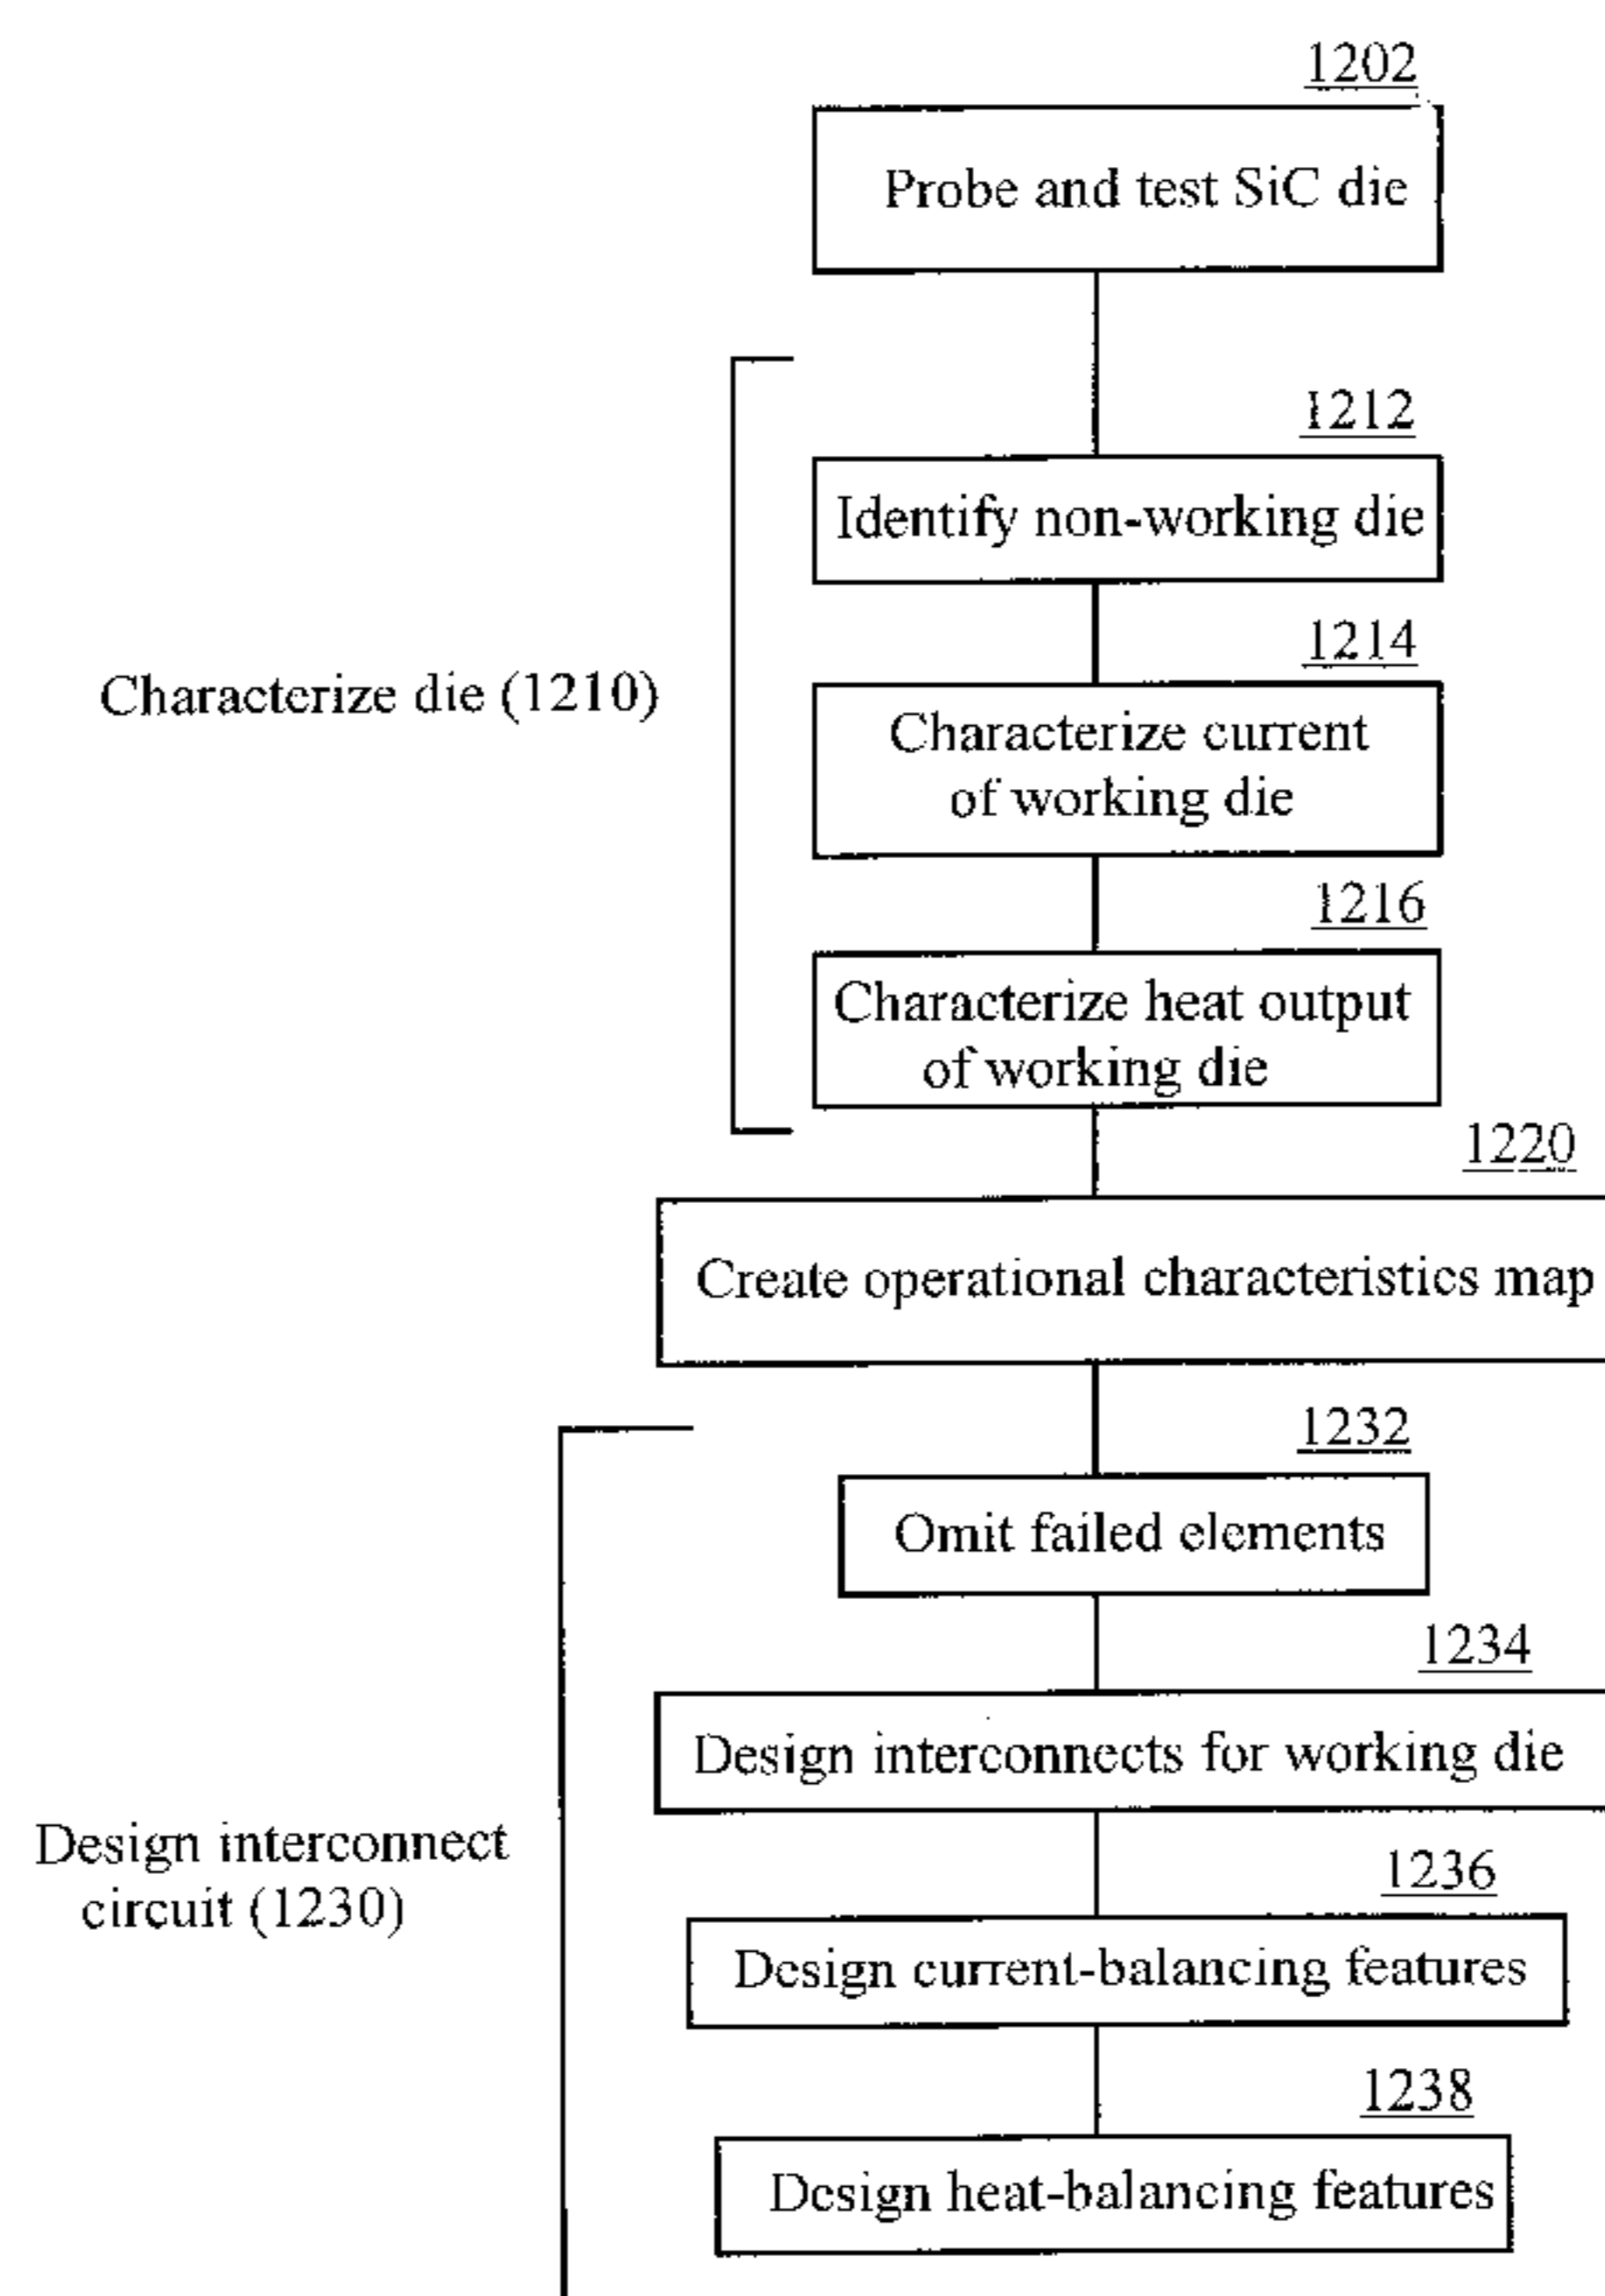 1202
Probe and test SiC die
1212
Identify non-working die
1214
Characterize die (1210)
Characterize current
of working die
1216
Characterize heat output
of working die
1220
Create operational characteristics map
1232
Omit failed elements
1234
Design interconnects for working die
Design interconnect
circuit (1230)
1236
Design current-balancing features
1238
Design heat-balancing features